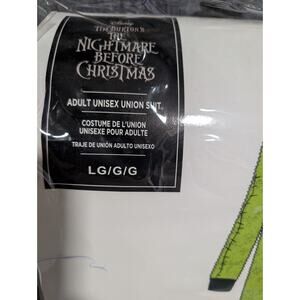 Disney
TIM BURTON'S
THE
NIGHTMARE
BEFORE
CHRISTMAS
ADULT UNISEX UNION SUIT
COSTUME DE L'UNION
UNISEXE POUR ADULTE
TRAJE DE UNIÓN ADULTO UNISEXO
LG/G/G